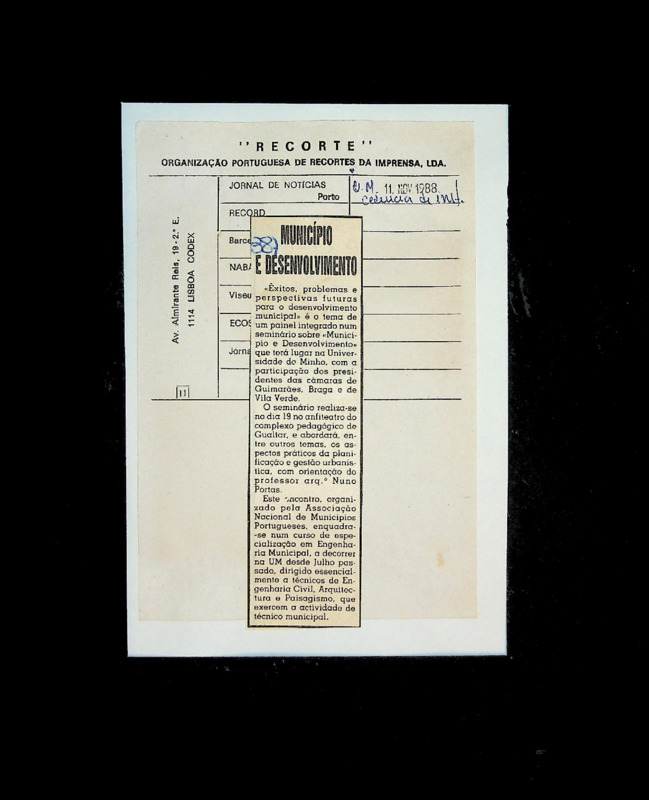 "RECORTE"
ORGANIZAÇÃO PORTUGUESA DE RECORTES DA IMPRENSA, LDA.
Av. Almirante Reis, 19-2.º E.
1114 LISBOA CODEX
JORNAL DE NOTÍCIAS
Porto
U.M. 11. NOV 1988
de
RECORD
Barce
NABA
Viseu
ECOS
Jorna
11
387
MUNICÍPIO
E DESENVOLVIMENTO
«Êxitos, problemas e
perspectivas futuras
para o desenvolvimento
municipal» é o tema de
um painel integrado num
seminário sobre «Municí-
pio e Desenvolvimento»
que terá lugar na Univer-
sidade do Minho, com a
participação dos presi-
dentes das câmaras de
Guimarães, Braga e de
Vila Verde.
O seminário realiza-se
no dia 19 no anfiteatro do
complexo pedagógico de
Gualtar, e abordará, en-
tre outros temas, os as-
pectos práticos da plani-
ficação e gestão urbanís-
tica, com orientação do
professor arq.º Nuno
Portas.
Este encontro, organi-
zado pela Associação
Nacional de Municípios
Portugueses, enquadra-
-se num curso de espe-
cialização em Engenha-
ria Municipal, a decorrer
na UM desde Julho pas-
sado, dirigido essencial-
mente a técnicos de En-
genharia Civil, Arquitec-
tura e Paisagismo, que
exercem a actividade de
técnico municipal.